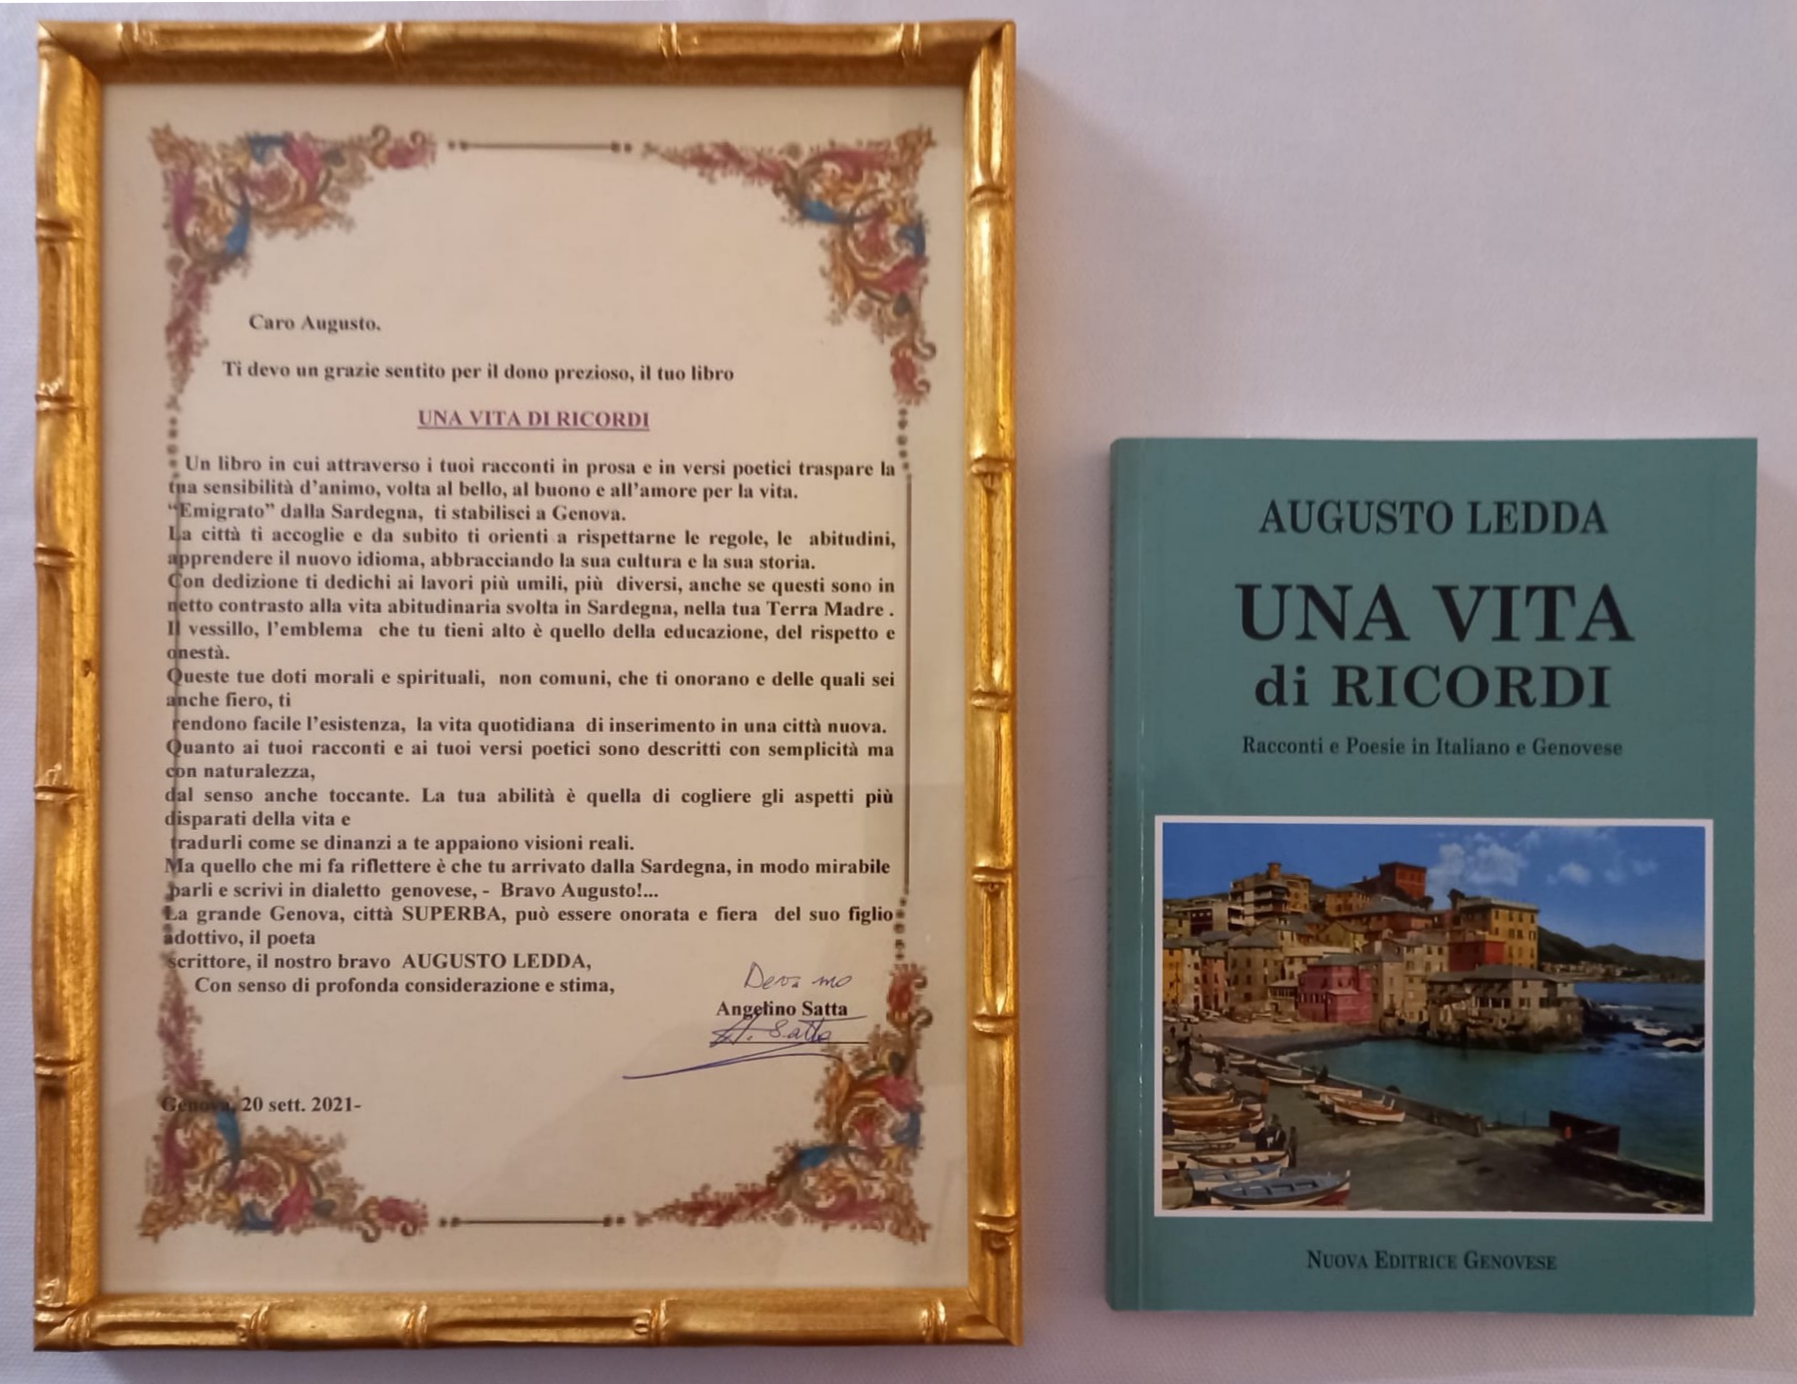 Caro Augusto.
Ti devo un grazie sentito per il dono prezioso, il tuo libro
UNA VITA DI RICORDI
Un libro in cui attraverso i tuoi racconti in prosa e in versi poetici traspare la
tua sensibilità d'animo, volta al bello, al buono e all'amore per la vita.
"Emigrato" dalla Sardegna, ti stabilisci a Genova.
La città ti accoglie e da subito ti orienti a rispettarne le regole, le abitudini,
apprendere il nuovo idioma, abbracciando la sua cultura e la sua storia.
Con dedizione ti dedichi ai lavori più umili, più diversi, anche se questi sono in
netto contrasto alla vita abitudinaria svolta in Sardegna, nella tua Terra Madre .
Il vessillo, l'emblema che tu tieni alto è quello della educazione, del rispetto e
onestà.
Queste tue doti morali e spirituali, non comuni, che ti onorano e delle quali sei
anche fiero, ti
rendono facile l'esistenza, la vita quotidiana di inserimento in una città nuova.
Quanto ai tuoi racconti e ai tuoi versi poetici sono descritti con semplicità ma
con naturalezza,
dal senso anche toccante. La tua abilità è quella di cogliere gli aspetti più
disparati della vita e
tradurli come se dinanzi a te appaiono visioni reali.
Ma quello che mi fa riflettere è che tu arrivato dalla Sardegna, in modo mirabile
parli e scrivi in dialetto genovese, - Bravo Augusto!...
La grande Genova, città SUPERBA, può essere onorata e fiera del suo figlio
adottivo, il poeta
scrittore, il nostro bravo AUGUSTO LEDDA,
Con senso di profonda considerazione e stima,
Angelino Satta
A. Satta
Genova, 20 sett. 2021-
AUGUSTO LEDDA
UNA VITA
di RICORDI
Racconti e Poesie in Italiano e Genovese
NUOVA EDITRICE GENOVESE